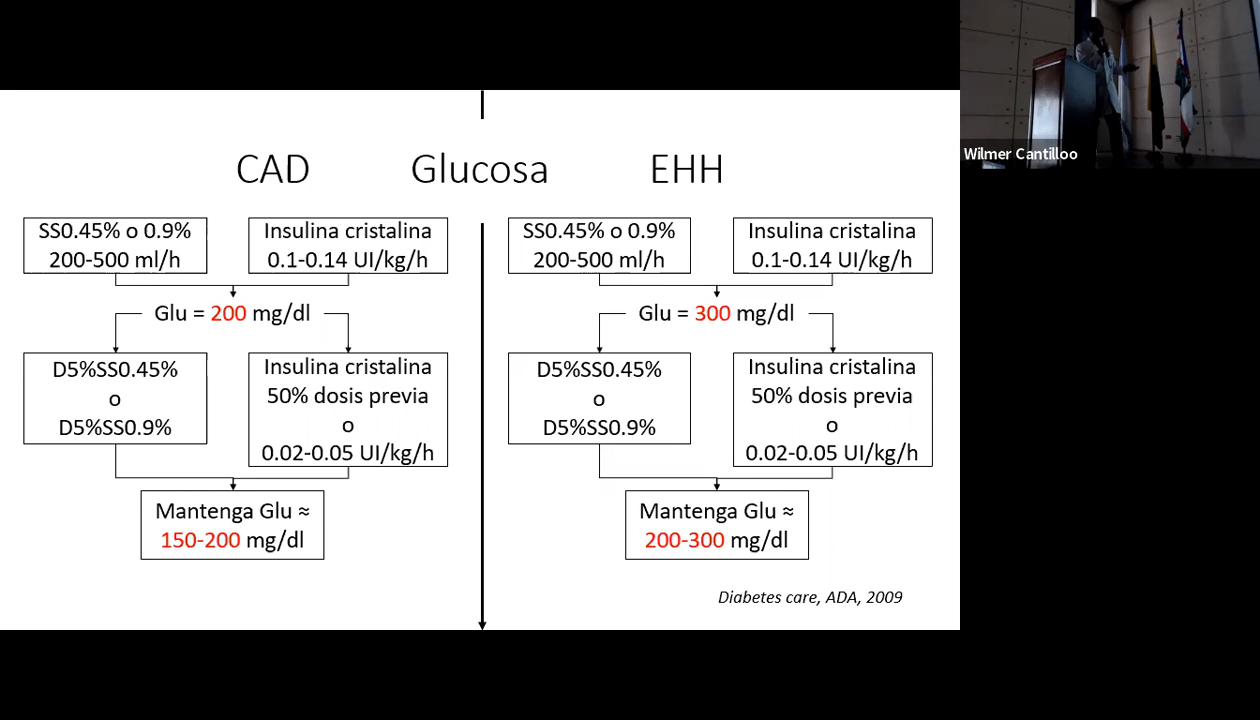 CAD
Glucosa
EHH
SS0.45% o 0.9%
200-500 ml/h
Insulina cristalina
0.1-0.14 UI/kg/h
Glu = 200 mg/dl
D5%SS0.45%
o
D5%SS0.9%
Insulina cristalina
50% dosis previa
o
0.02-0.05 UI/kg/h
Mantenga Glu ≈
150-200 mg/dl
SS0.45% o 0.9%
200-500 ml/h
Insulina cristalina
0.1-0.14 UI/kg/h
Glu = 300 mg/dl
D5%SS0.45%
o
D5%SS0.9%
Insulina cristalina
50% dosis previa
o
0.02-0.05 UI/kg/h
Mantenga Glu ≈
200-300 mg/dl
Diabetes care, ADA, 2009
Wilmer Cantilloo